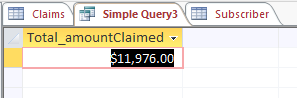 Claims Simple Query3 Subscriber
Total_amountClaimed
$11,976.00